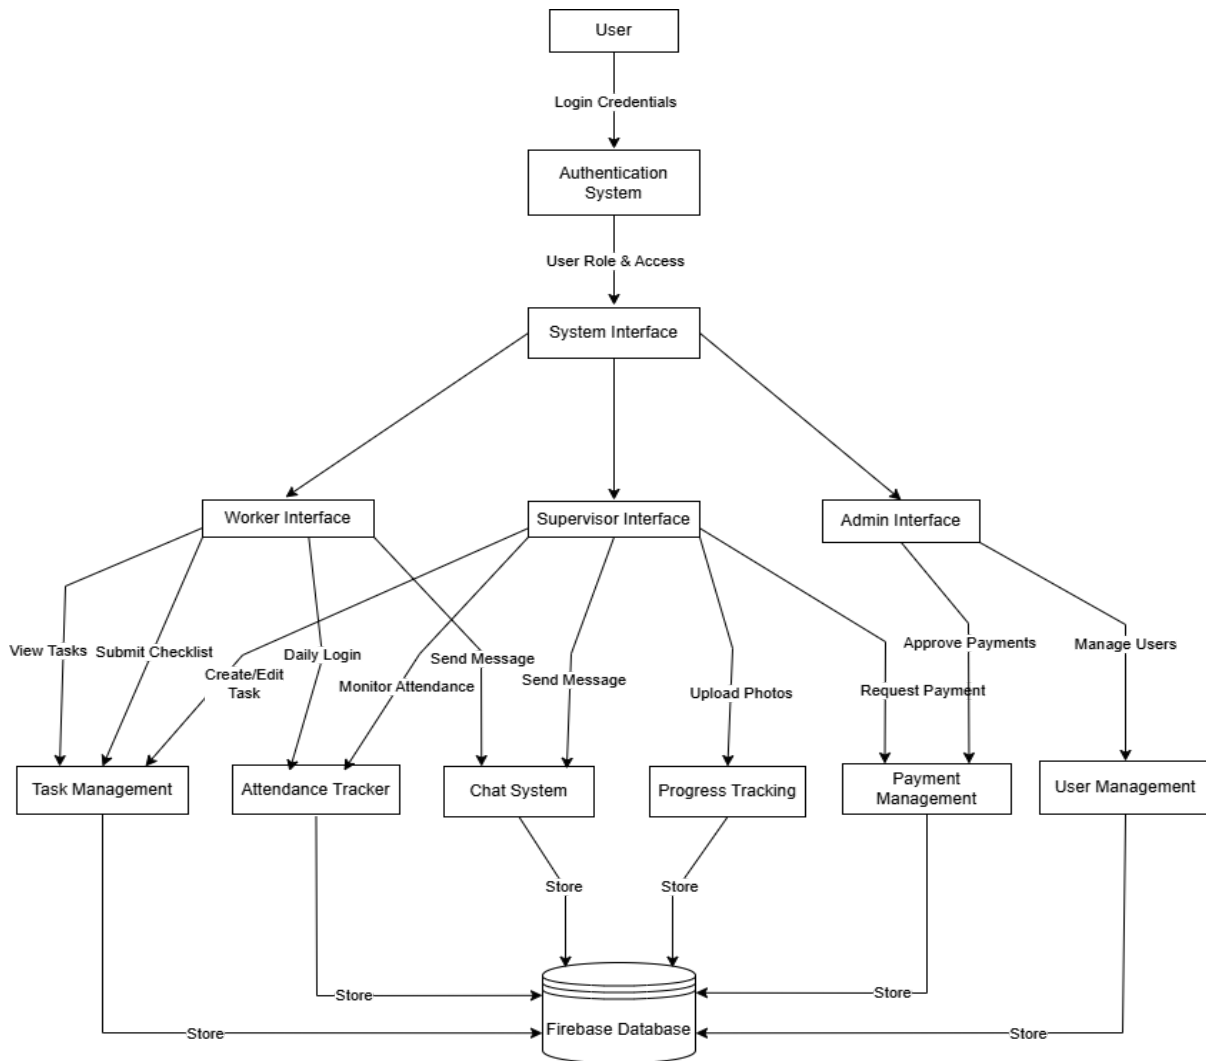 User
Login Credentials
Authentication
System
User Role & Access
System Interface
Worker Interface
Supervisor Interface
Admin Interface
View Tasks
Submit Checklist
Create/Edit
Task
Daily Login
Monitor Attendance
Send Message
Send Message
Upload Photos
Request Payment
Approve Payments
Manage Users
Task Management
Attendance Tracker
Chat System
Progress Tracking
Payment
Management
User Management
Store
Store
Store
Store
Store
Store
Firebase Database